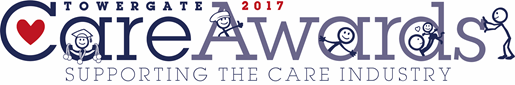 TOWERGATE 2017
CareAwards
SUPPORTING THE CARE INDUSTRY